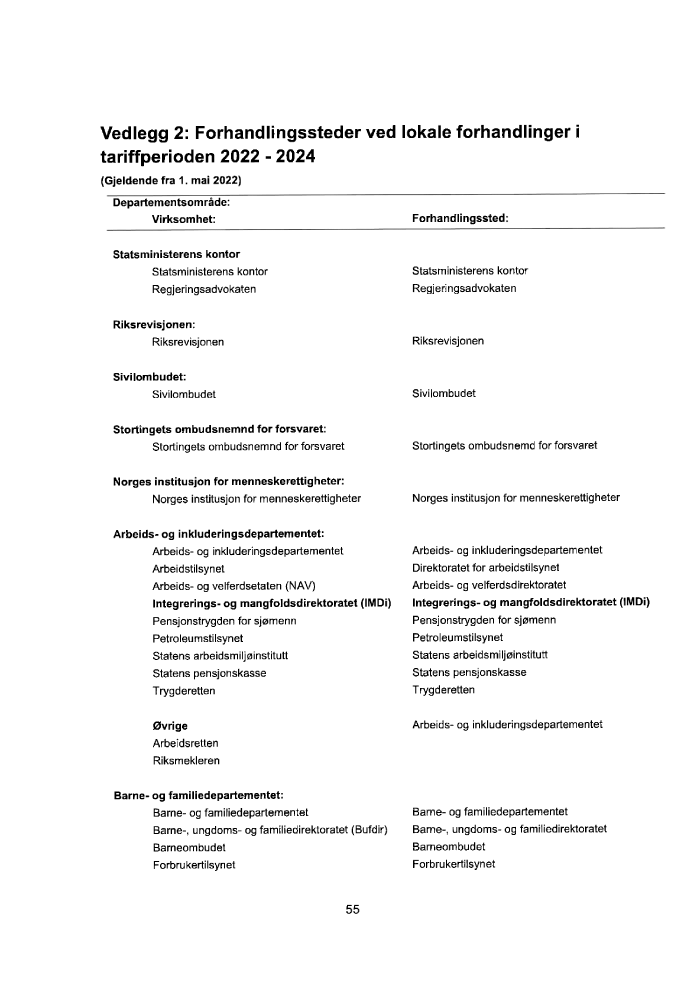 Vedlegg 2: Forhandlingssteder ved lokale forhandlinger i
tariffperioden 2022 - 2024
(Gjeldende fra 1. mai 2022)
Departementsområde:
Virksomhet: Forhandlingssted:
Statsministerens kontor
Statsministerens kontor Statsministerens kontor
Regjeringsadvokaten Regjeringsadvokaten
Riksrevisjonen:
Riksrevisjonen Riksrevisjonen
Sivilombudet:
Sivilombudet Sivilombudet
Stortingets ombudsnemnd for forsvaret:
Stortingets ombudsnemnd for forsvaret Stortingets ombudsnemd for forsvaret
Norges institusjon for menneskerettigheter:
Norges institusjon for menneskerettigheter Norges institusjon for menneskerettigheter
Arbeids- og inkluderingsdepartementet:
Arbeids- og inkluderingsdepartementet Arbeids- og inkluderingsdepartementet
Arbeidstilsynet Direktoratet for arbeidstilsynet
Arbeids- og velferdsetaten (NAV) Arbeids- og velferdsdirektoratet
Integrerings- og mangfoldsdirektoratet (IMDi) Integrerings- og mangfoldsdirektoratet (IMDi)
Pensjonstrygden for sjømenn Pensjonstrygden for sjømenn
Petroleumstilsynet Petroleumstilsynet
Statens arbeidsmiljøinstitutt Statens arbeidsmiljøinstitutt
Statens pensjonskasse Statens pensjonskasse
Trygderetten Trygderetten
Øvrige Arbeids- og inkluderingsdepartementet
Arbeidsretten
Riksmekleren
Barne- og familiedepartementet:
Barne- og familiedepartementet Barne- og familiedepartementet
Barne-, ungdoms- og familiedirektoratet (Bufdir) Barne-, ungdoms- og familiedirektoratet
Barneombudet Barneombudet
Forbrukertilsynet Forbrukertilsynet
55